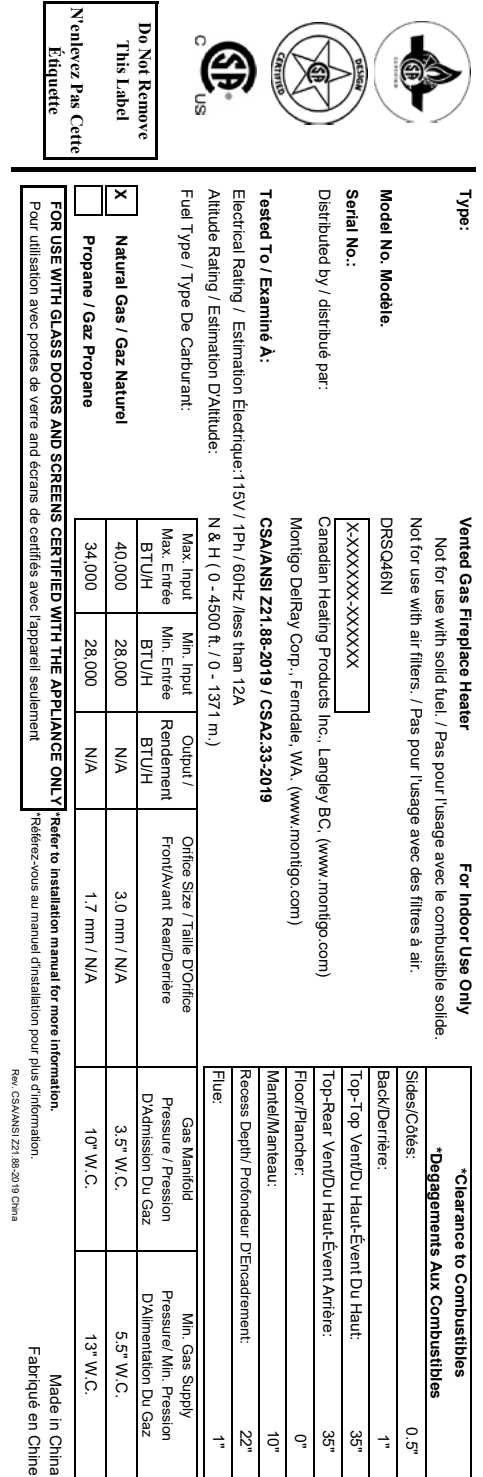 CERTIFIED
DESIGN
CERTIFIED
C US
Do Not Remove
This Label
N'enlevez Pas Cette
Étiquette
Type: Vented Gas Fireplace Heater For Indoor Use Only
Not for use with solid fuel. / Pas pour l'usage avec le combustible solide.
Not for use with air filters. / Pas pour l'usage avec des filtres à air.
Model No. Modèle. DRSQ46NI
Serial No.: X-XXXXXX-XXXXXX
Distributed by / distribué par: Canadian Heating Products Inc., Langley BC, (www.montigo.com)
Montigo DelRay Corp., Ferndale, WA. (www.montigo.com)
Tested To / Examiné À: CSA/ANSI Z21.88-2019 / CSA2.33-2019
Electrical Rating / Estimation Électrique:115V / 1Ph / 60Hz /less than 12A
Altitude Rating / Estimation D'Altitude: N & H ( 0 - 4500 ft. / 0 - 1371 m.)
Fuel Type / Type De Carburant:
*Clearance to Combustibles
*Degagements Aux Combustibles
Sides/Côtés: 0.5"
Back/Derrière: 1"
Top-Top Vent/Du Haut-Évent Du Haut: 35"
Top-Rear Vent/Du Haut-Évent Arrière: 35"
Floor/Plancher: 0"
Mantel/Manteau: 10"
Recess Depth/ Profondeur D'Encadrement: 22"
Flue: 1"
Max. Input Min. Input Output / Orifice Size / Taille D'Orifice Gas Manifold Min. Gas Supply
Max. Entrée Min. Entrée Rendement Front/Avant Rear/Derrière Pressure / Pression Pressure/ Min. Pression
BTU/H BTU/H BTU/H D'Admission Du Gaz D'Alimentation Du Gaz
X Natural Gas / Gaz Naturel 40,000 28,000 N/A 3.0 mm / N/A 3.5" W.C. 5.5" W.C.
Propane / Gaz Propane 34,000 28,000 N/A 1.7 mm / N/A 10" W.C. 13" W.C.
FOR USE WITH GLASS DOORS AND SCREENS CERTIFIED WITH THE APPLIANCE ONLY
Pour utilisation avec portes de verre and écrans de certifiés avec l'appareil seulement
*Refer to installation manual for more information.
*Référez-vous au manuel d'installation pour plus d'information.
Rev. CSA/ANSI Z21.88-2019 China
Made in China
Fabriqué en Chine